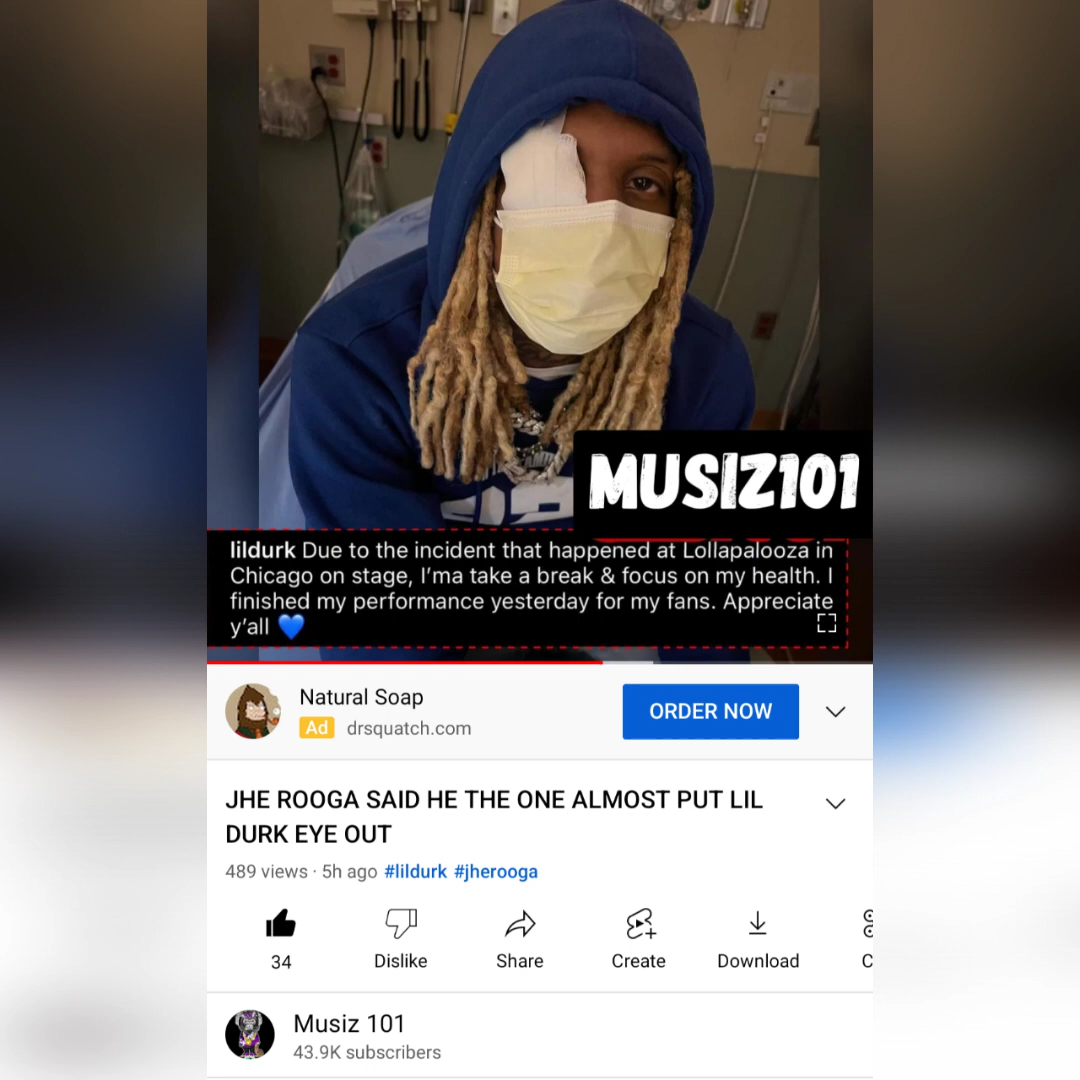 MUSIZ101
lildurk Due to the incident that happened at Lollapalooza in
Chicago on stage, I'ma take a break & focus on my health. I
finished my performance yesterday for my fans. Appreciate
y'all 💙
Natural Soap
Ad drsquatch.com
ORDER NOW
JHE ROOGA SAID HE THE ONE ALMOST PUT LIL
DURK EYE OUT
489 views · 5h ago #lildurk #jherooga
34 Dislike Share Create Download C
Musiz 101
43.9K subscribers